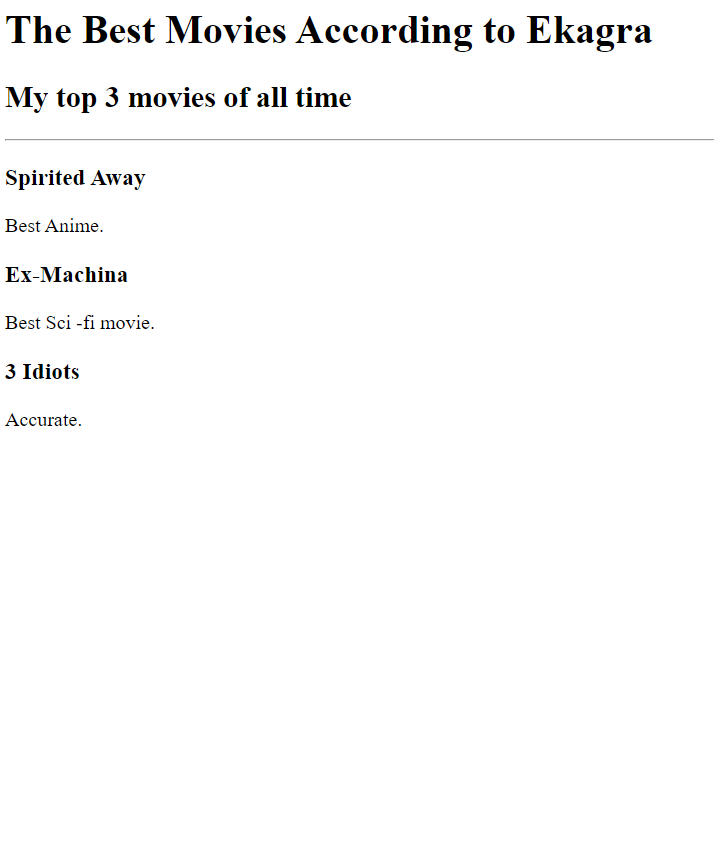 The Best Movies According to Ekagra
My top 3 movies of all time
Spirited Away
Best Anime.
Ex-Machina
Best Sci -fi movie.
3 Idiots
Accurate.